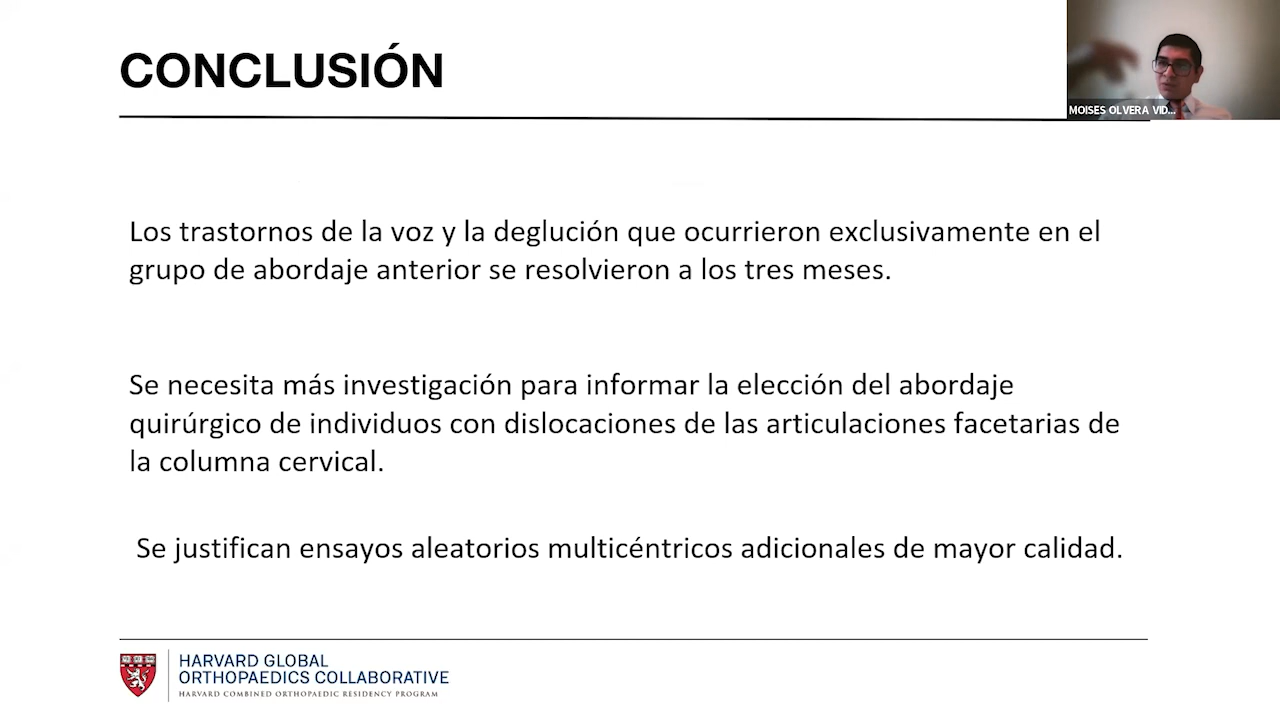 CONCLUSIÓN
MOISES OLVERA VID...
Los trastornos de la voz y la deglución que ocurrieron exclusivamente en el
grupo de abordaje anterior se resolvieron a los tres meses.
Se necesita más investigación para informar la elección del abordaje
quirúrgico de individuos con dislocaciones de las articulaciones facetarias de
la columna cervical.
Se justifican ensayos aleatorios multicéntricos adicionales de mayor calidad.
HARVARD GLOBAL
ORTHOPAEDICS COLLABORATIVE
HARVARD COMBINED ORTHOPAEDIC RESIDENCY PROGRAM